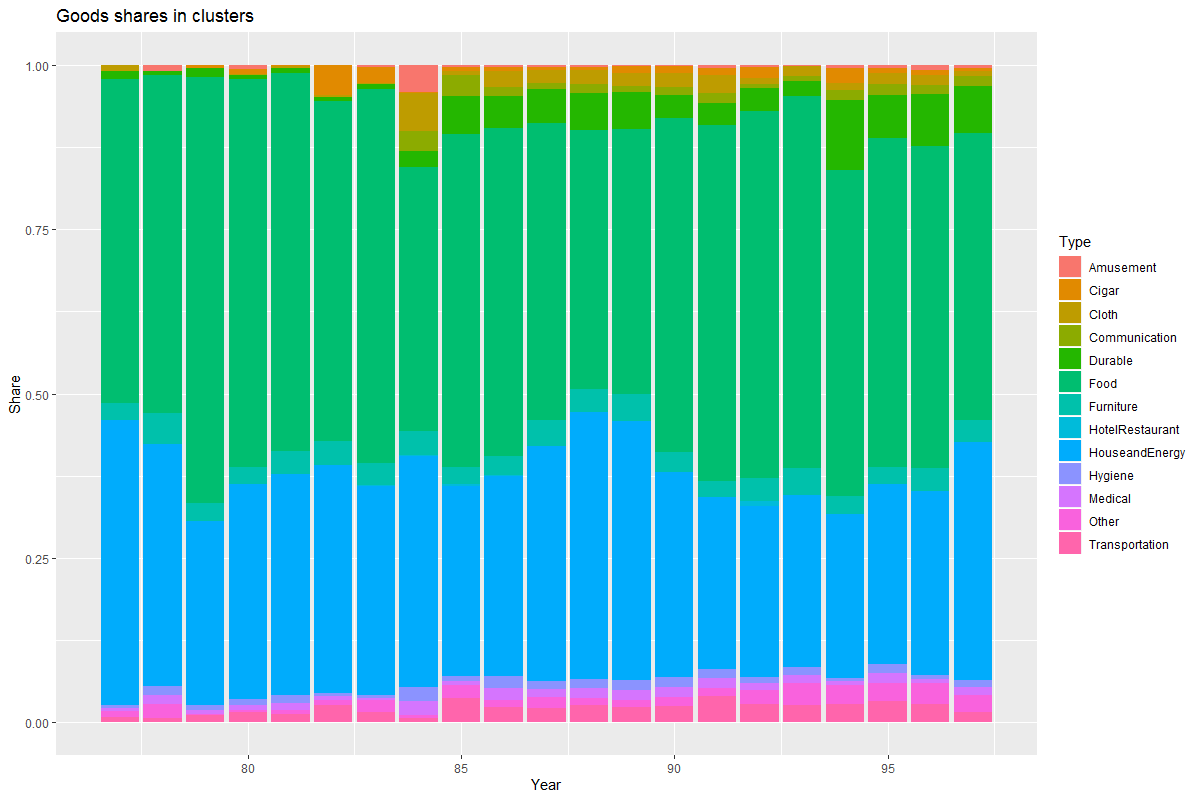 Goods shares in clusters
1.00
0.75
0.50
0.25
0.00
Share
80
85
90
95
Year
Type
Amusement
Cigar
Cloth
Communication
Durable
Food
Furniture
HotelRestaurant
HouseandEnergy
Hygiene
Medical
Other
Transportation